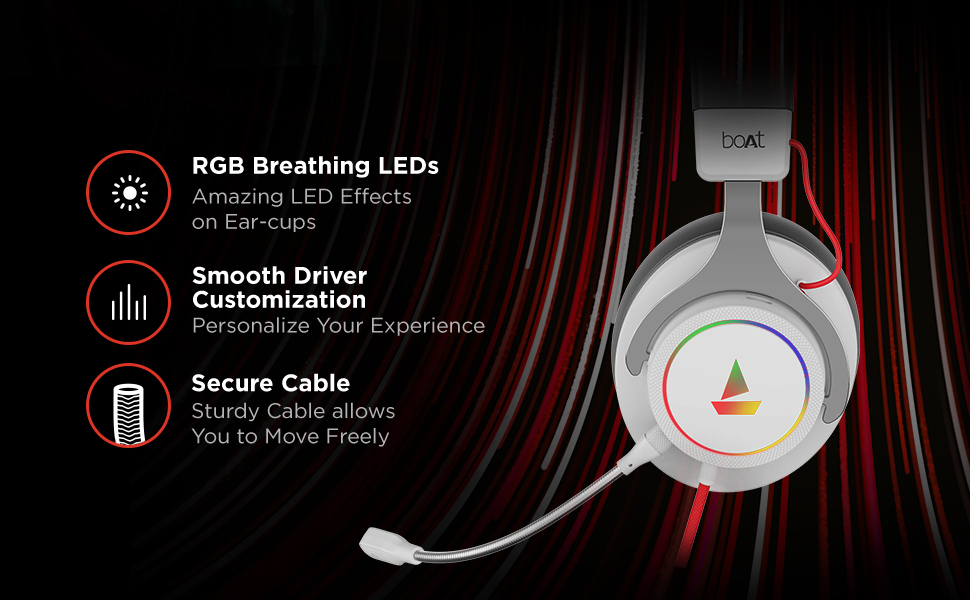 boAt
RGB Breathing LEDs
Amazing LED Effects
on Ear-cups
Smooth Driver
Customization
Personalize Your Experience
Secure Cable
Sturdy Cable allows
You to Move Freely